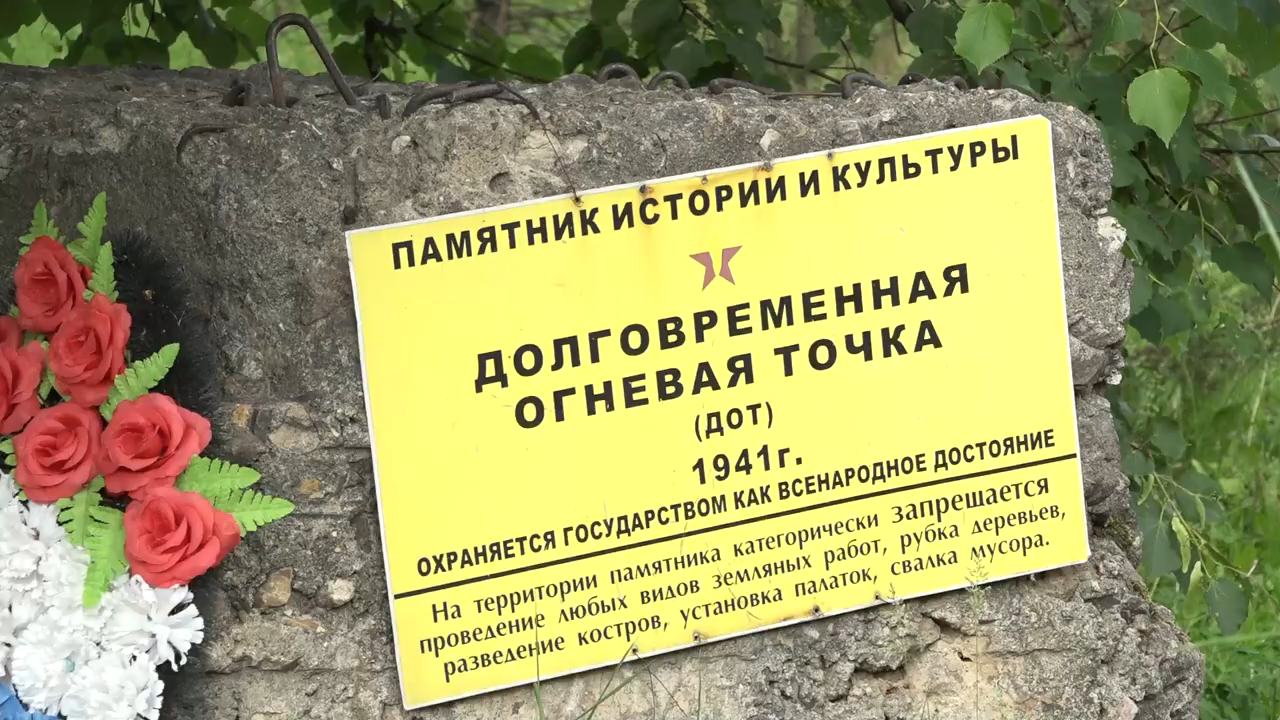 ПАМЯТНИК ИСТОРИИ И КУЛЬТУРЫ
ДОЛГОВРЕМЕННАЯ
ОГНЕВАЯ ТОЧКА
(ДОТ)
1941г.
ОХРАНЯЕТСЯ ГОСУДАРСТВОМ КАК ВСЕНАРОДНОЕ ДОСТОЯНИЕ
На территории памятника категорически запрещается
проведение любых видов земляных работ, рубка деревьев,
разведение костров, установка палаток, свалка мусора.